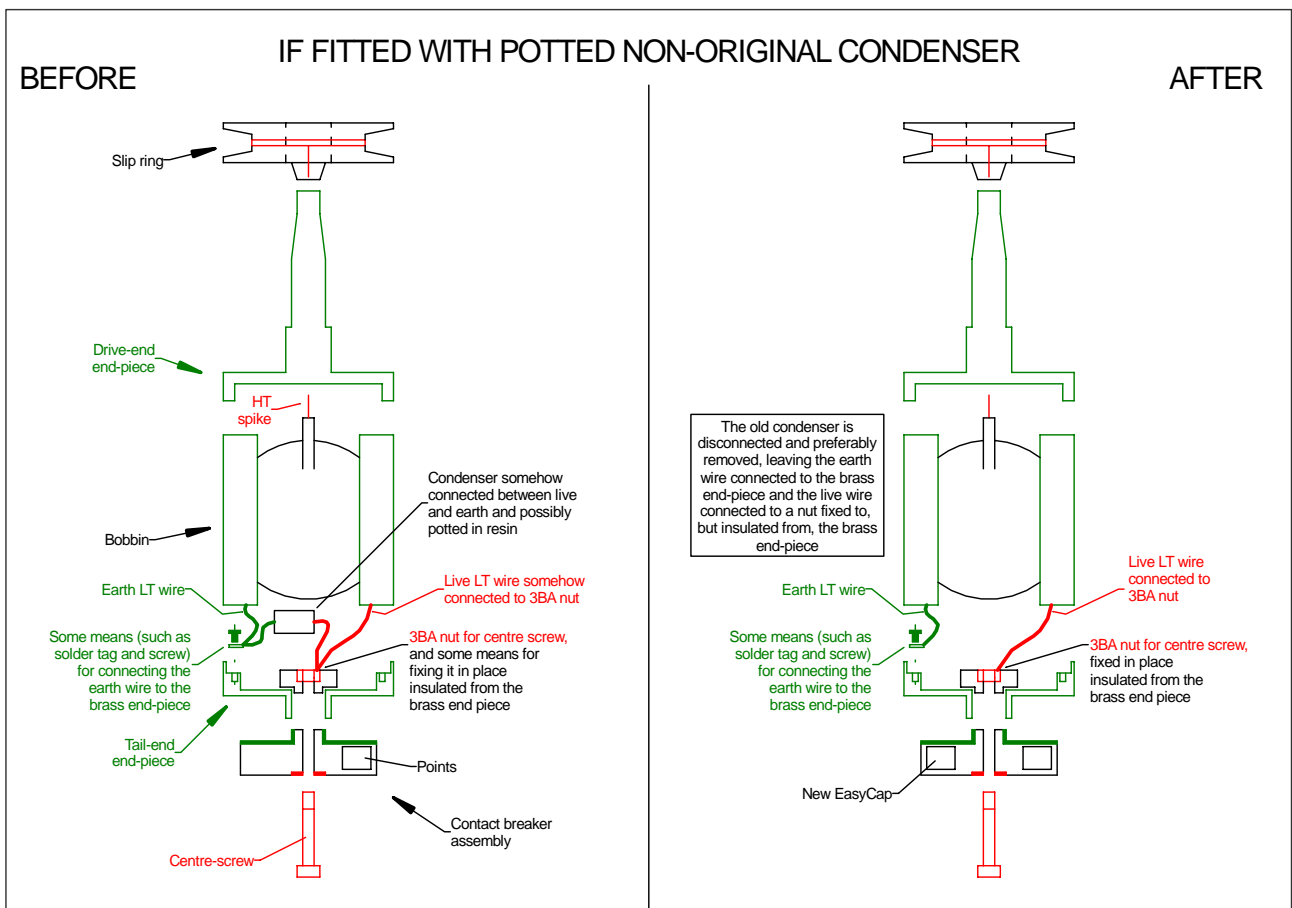 IF FITTED WITH POTTED NON-ORIGINAL CONDENSER
BEFORE
Slip ring
Drive-end
end-piece
HT
spike
Condenser somehow
connected between live
and earth and possibly
potted in resin
Bobbin
Earth LT wire
Live LT wire somehow
connected to 3BA nut
Some means (such as
solder tag and screw)
for connecting the
earth wire to the
brass end-piece
3BA nut for centre screw,
and some means for
fixing it in place
insulated from the
brass end piece
Tail-end
end-piece
Points
Contact breaker
assembly
Centre-screw
AFTER
The old condenser is
disconnected and preferably
removed, leaving the earth
wire connected to the brass
end-piece and the live wire
connected to a nut fixed to,
but insulated from, the brass
end-piece
Live LT wire
connected to
3BA nut
Earth LT wire
Some means (such as
solder tag and screw)
for connecting the
earth wire to the
brass end-piece
3BA nut for centre screw,
fixed in place
insulated from the
brass end piece
New EasyCap